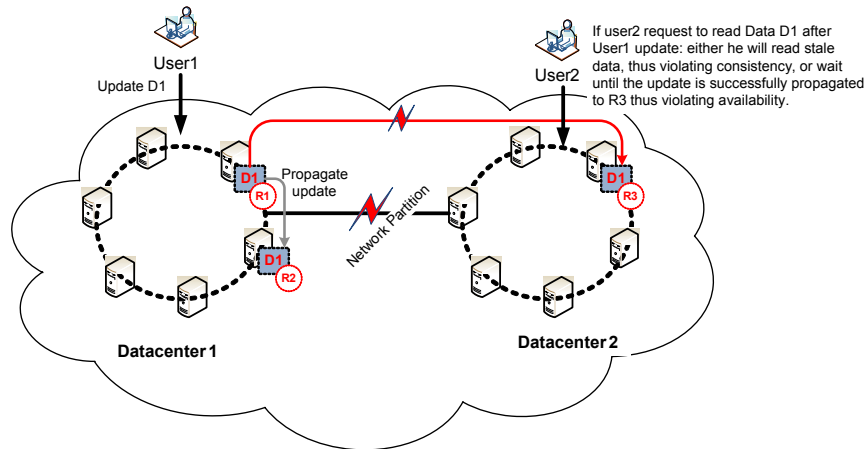 User1
Update D1
User2
If user2 request to read Data D1 after
User1 update: either he will read stale
data, thus violating consistency, or wait
until the update is successfully propagated
to R3 thus violating availability.
D1
R1
Propagate
update
D1
R2
Network Partition
D1
R3
Datacenter 1
Datacenter 2